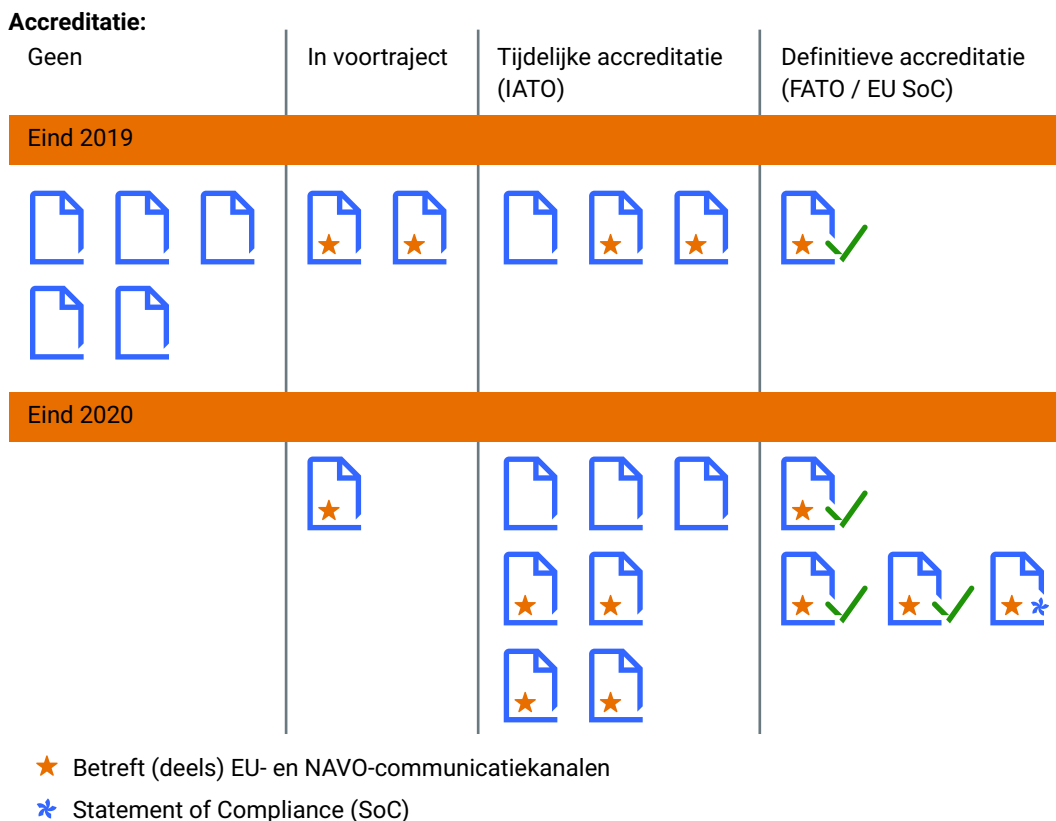 Accreditatie:
Geen
In voortraject
Tijdelijke accreditatie
(IATO)
Definitieve accreditatie
(FATO / EU SoC)
Eind 2019
Eind 2020
Betreft (deels) EU- en NAVO-communicatiekanalen
Statement of Compliance (SoC)